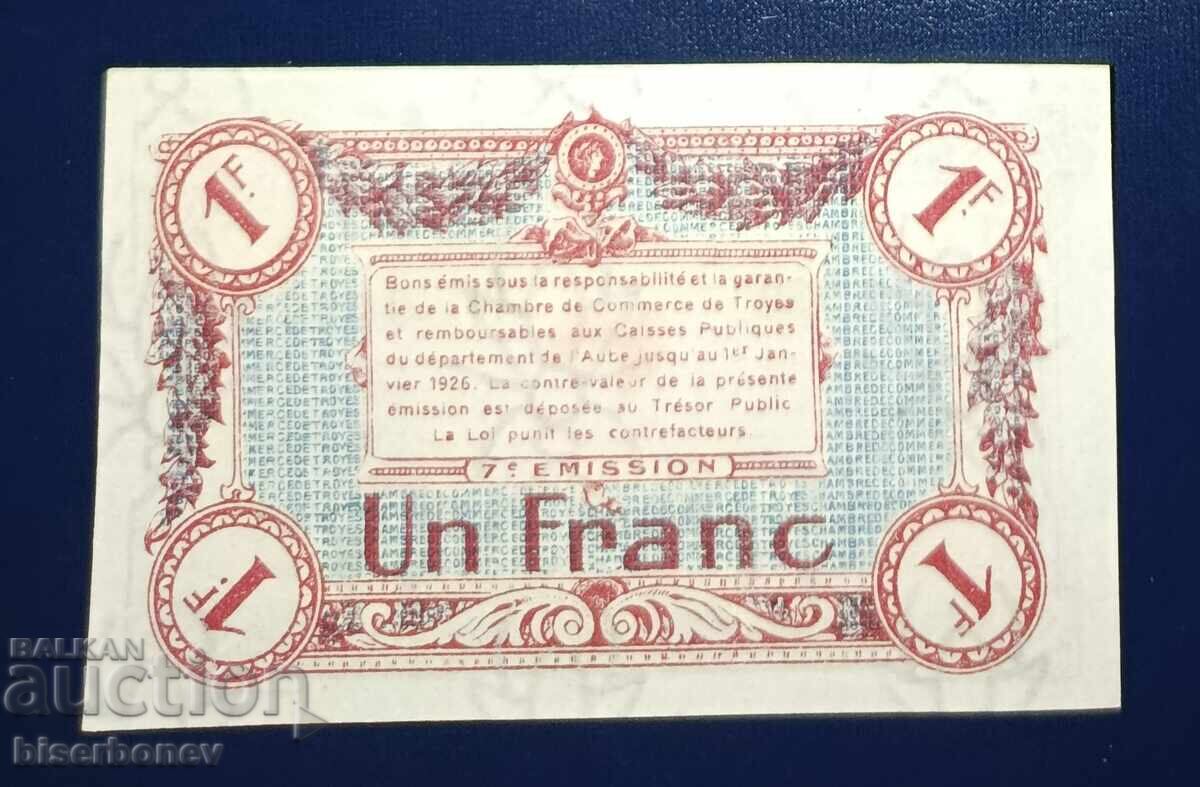 1F.
1F.
Bons émis sous la responsabilité et la garan-
tie de la Chambre de Commerce de Troyes
et remboursables aux Caisses Publiques
du département de l'Aube jusqu'au 1er Jan-
vier 1926. La contre-valeur de la présente
émission est déposée au Trésor Public
La Loi punit les contrefacteurs.
7e EMISSION
Un Franc
1F.
1F
BALKAN
auction
biserbonev